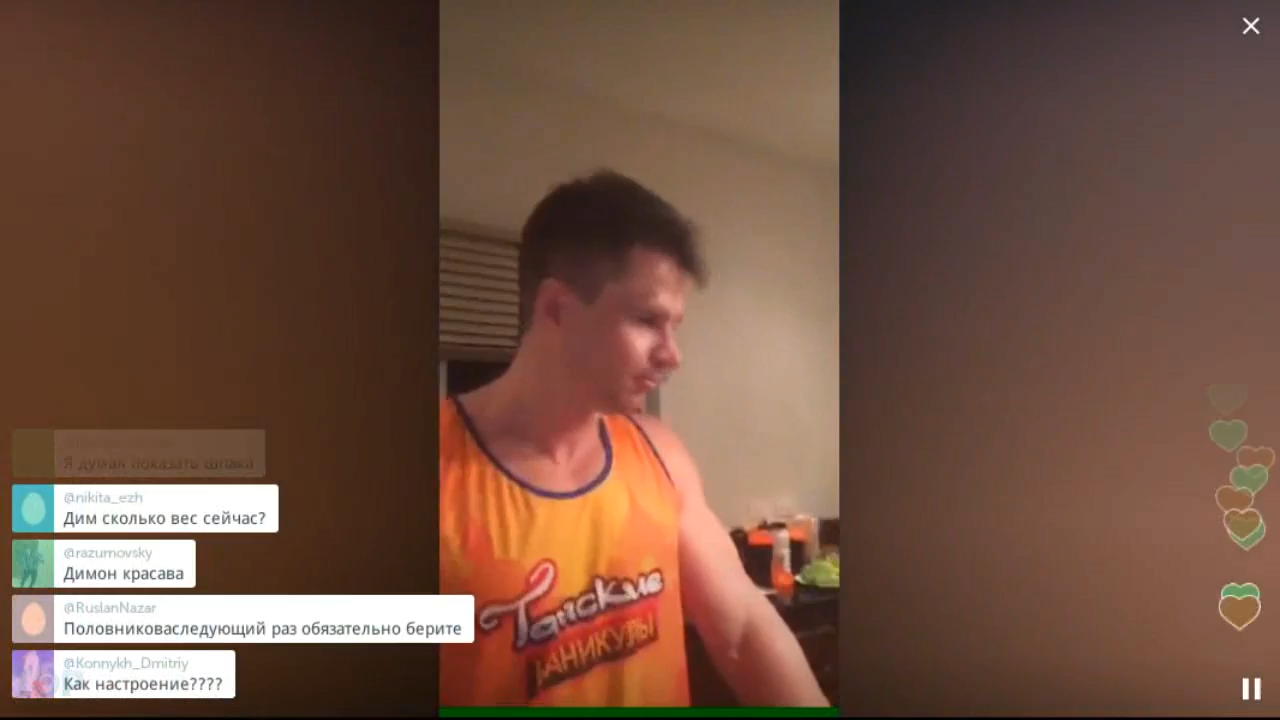 Я думал показать шпака
@nikita_ezh
Дим сколько вес сейчас?
@razumovsky
Димон красава
@RuslanNazar
Половниковаследующий раз обязательно берите
@Konnykh_Dmitriy
Как настроение????
Тайские
КАНИКУЛЫ